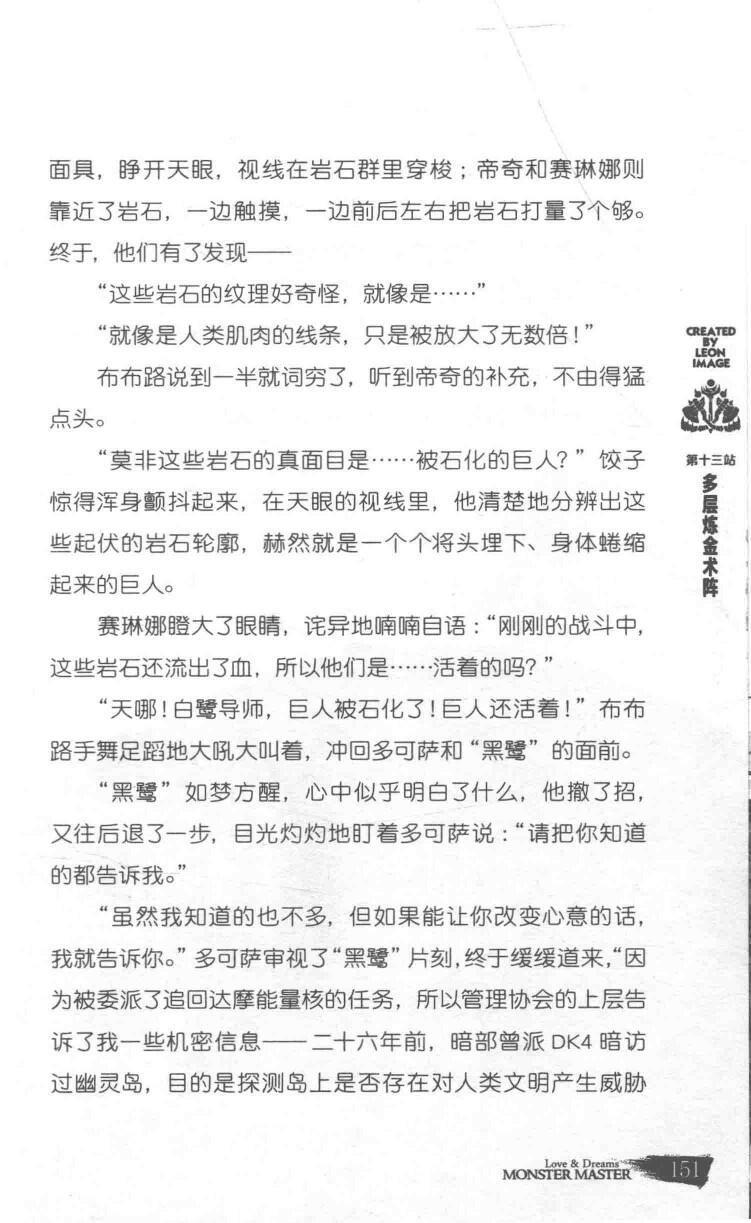 面具，睁开天眼，视线在岩石群里穿梭；帝奇和赛琳娜则
靠近了岩石，一边触摸，一边前后左右把岩石打量了个够。
终于，他们有了发现——
“这些岩石的纹理好奇怪，就像是……”
“就像是人类肌肉的线条，只是被放大了无数倍！”
布布路说到一半就词穷了，听到帝奇的补充，不由得猛
点头。
“莫非这些岩石的真面目是……被石化的巨人？”饺子
惊得浑身颤抖起来，在天眼的视线里，他清楚地分辨出这
些起伏的岩石轮廓，赫然就是一个个将头埋下、身体蜷缩
起来的巨人。
赛琳娜瞪大了眼睛，诧异地喃喃自语：“刚刚的战斗中，
这些岩石还流出了血，所以他们是……活着的吗？”
“天哪！白鹭导师，巨人被石化了！巨人还活着！”布布
路手舞足蹈地大吼大叫着，冲回多可萨和“黑鹭”的面前。
“黑鹭”如梦方醒，心中似乎明白了什么，他撤了招，
又往后退了一步，目光灼灼地盯着多可萨说：“请把你知道
的都告诉我。”
“虽然我知道的也不多，但如果能让你改变心意的话，
我就告诉你。”多可萨审视了“黑鹭”片刻，终于缓缓道来，“因
为被委派了追回达摩能量核的任务，所以管理协会的上层告
诉了我一些机密信息——二十六年前，暗部曾派DK4暗访
过幽灵岛，目的是探测岛上是否存在对人类文明产生威胁
CREATED
BY
LEON
IMAGE
第十三站
多层炼金术阵
Love & Dreams
MONSTER MASTER
151